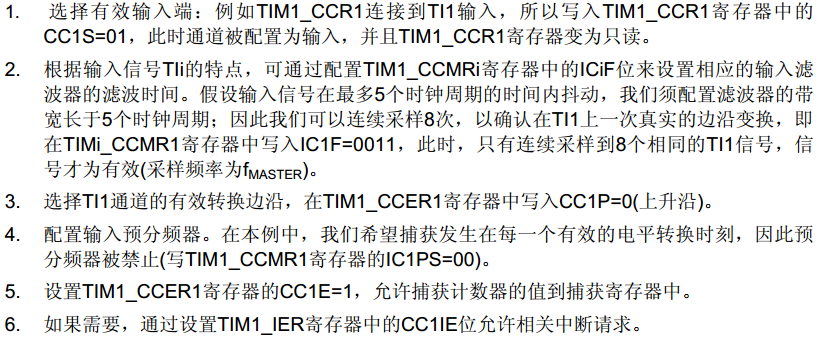 1. 选择有效输入端：例如TIM1_CCR1连接到TI1输入，所以写入TIM1_CCR1寄存器中的
CC1S=01，此时通道被配置为输入，并且TIM1_CCR1寄存器变为只读。
2. 根据输入信号TIi的特点，可通过配置TIM1_CCMRi寄存器中的ICiF位来设置相应的输入滤
波器的滤波时间。假设输入信号在最多5个时钟周期的时间内抖动，我们须配置滤波器的带
宽长于5个时钟周期；因此我们可以连续采样8次，以确认在TI1上一次真实的边沿变换，即
在TIMi_CCMR1寄存器中写入IC1F=0011，此时，只有连续采样到8个相同的TI1信号，信
号才为有效(采样频率为fMASTER)。
3. 选择TI1通道的有效转换边沿，在TIM1_CCER1寄存器中写入CC1P=0(上升沿)。
4. 配置输入预分频器。在本例中，我们希望捕获发生在每一个有效的电平转换时刻，因此预
分频器被禁止(写TIM1_CCMR1寄存器的IC1PS=00)。
5. 设置TIM1_CCER1寄存器的CC1E=1，允许捕获计数器的值到捕获寄存器中。
6. 如果需要，通过设置TIM1_IER寄存器中的CC1IE位允许相关中断请求。